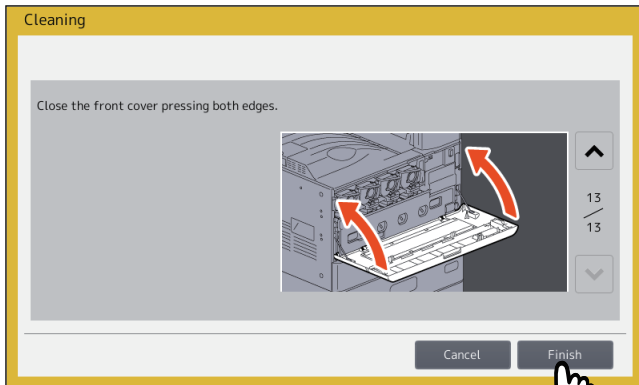 Cleaning
Close the front cover pressing both edges.
13
13
Cancel
Finish